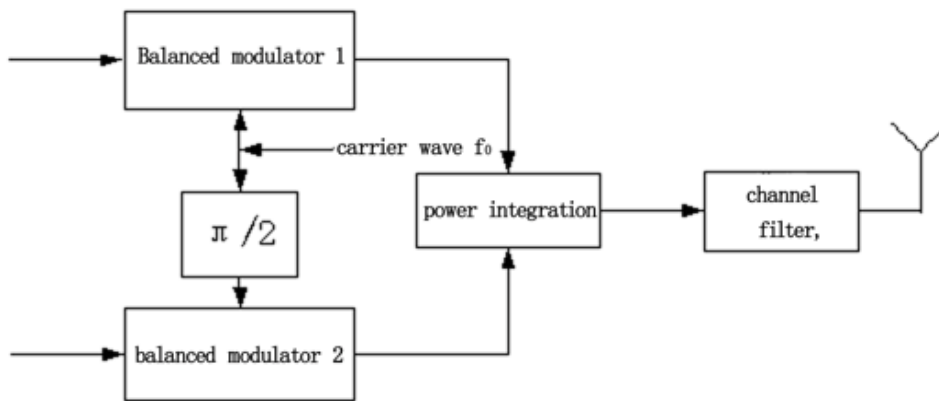 Balanced modulator 1
carrier wave f₀
π/2
power integration
channel
filter,
balanced modulator 2